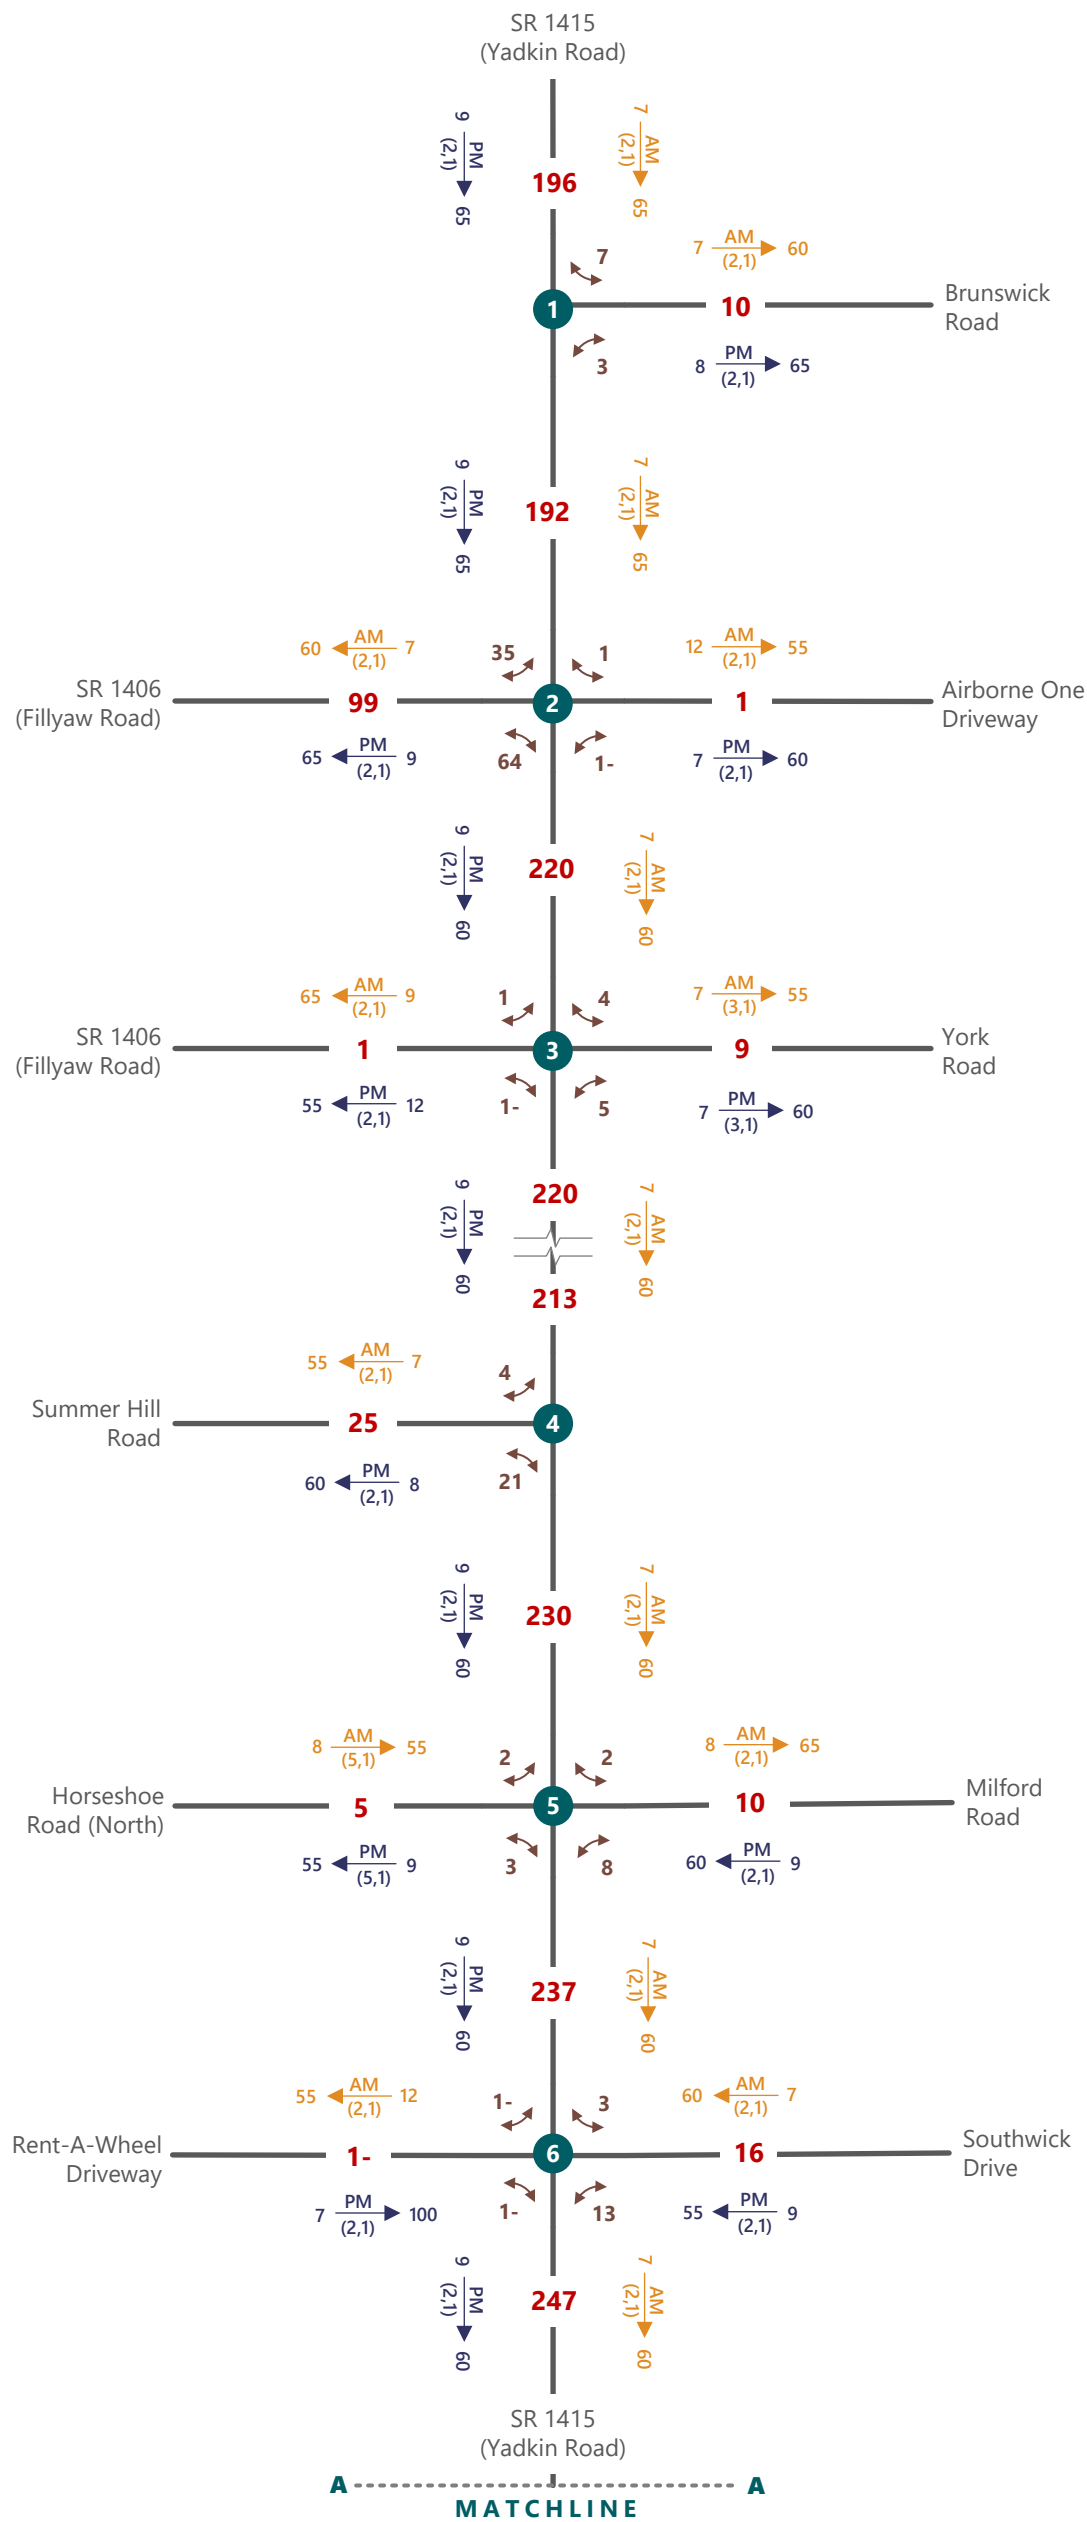 SR 1415
(Yadkin Road)
9 PM 65
(2,1)
7 AM 65
(2,1)
196
7
7 AM 60
(2,1)
1
10
Brunswick
Road
3
8 PM 65
(2,1)
9 PM 65
(2,1)
7 AM 65
(2,1)
192
60 AM 7
(2,1)
35
1
12 AM 55
(2,1)
SR 1406
(Fillyaw Road)
99
2
1
Airborne One
Driveway
65 PM 9
(2,1)
64
1-
7 PM 60
(2,1)
9 PM 60
(2,1)
7 AM 60
(2,1)
220
65 AM 9
(2,1)
1
4
7 AM 55
(3,1)
SR 1406
(Fillyaw Road)
1
3
9
York
Road
55 PM 12
(2,1)
1-
5
7 PM 60
(3,1)
9 PM 60
(2,1)
7 AM 60
(2,1)
220
213
55 AM 7
(2,1)
4
Summer Hill
Road
25
4
60 PM 8
(2,1)
21
9 PM 60
(2,1)
7 AM 60
(2,1)
230
8 AM 55
(5,1)
2
2
8 AM 65
(2,1)
Horseshoe
Road (North)
5
5
10
Milford
Road
55 PM 9
(5,1)
3
8
60 PM 9
(2,1)
9 PM 60
(2,1)
7 AM 60
(2,1)
237
55 AM 12
(2,1)
1-
3
60 AM 7
(2,1)
Rent-A-Wheel
Driveway
1-
6
16
Southwick
Drive
7 PM 100
(2,1)
1-
13
55 PM 9
(2,1)
9 PM 60
(2,1)
7 AM 60
(2,1)
247
SR 1415
(Yadkin Road)
A A
MATCHLINE